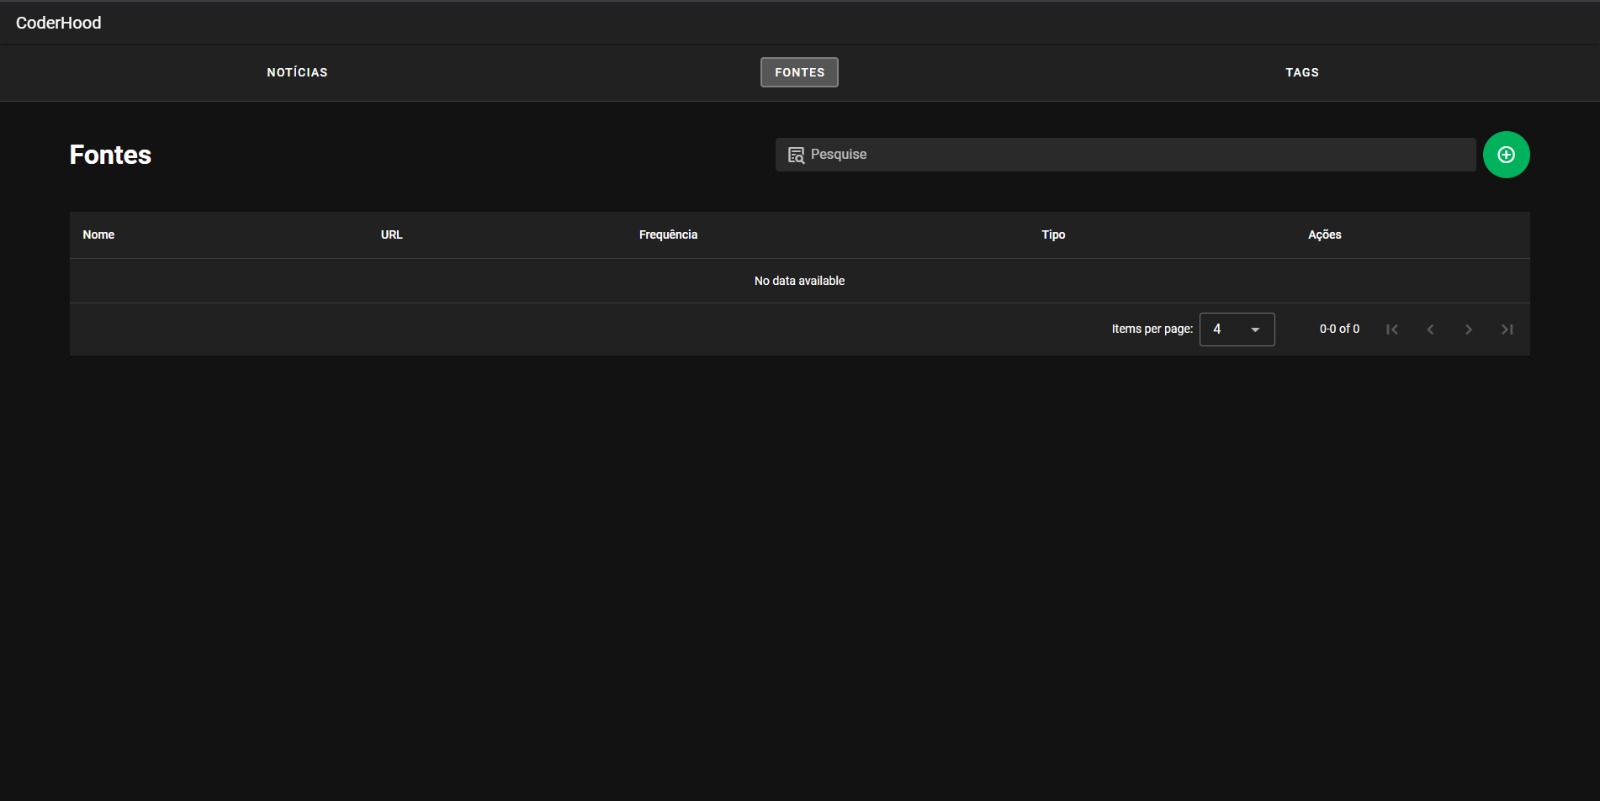 CoderHood
NOTÍCIAS FONTES TAGS
Fontes Pesquise
Nome URL Frequência Tipo Ações
No data available
Items per page: 4 0-0 of 0